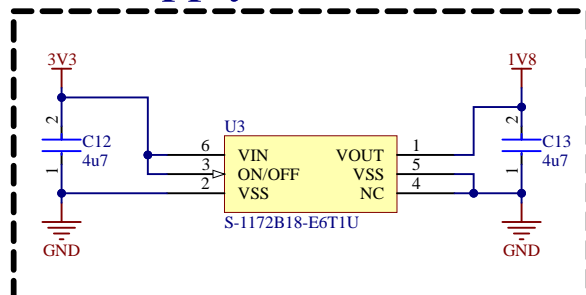 3V3
1V8
2
C12
4u7
1
U3
6 VIN
3 ON/OFF
2 VSS
VOUT 1
VSS 5
NC 4
S-1172B18-E6T1U
2
C13
4u7
1
GND
GND